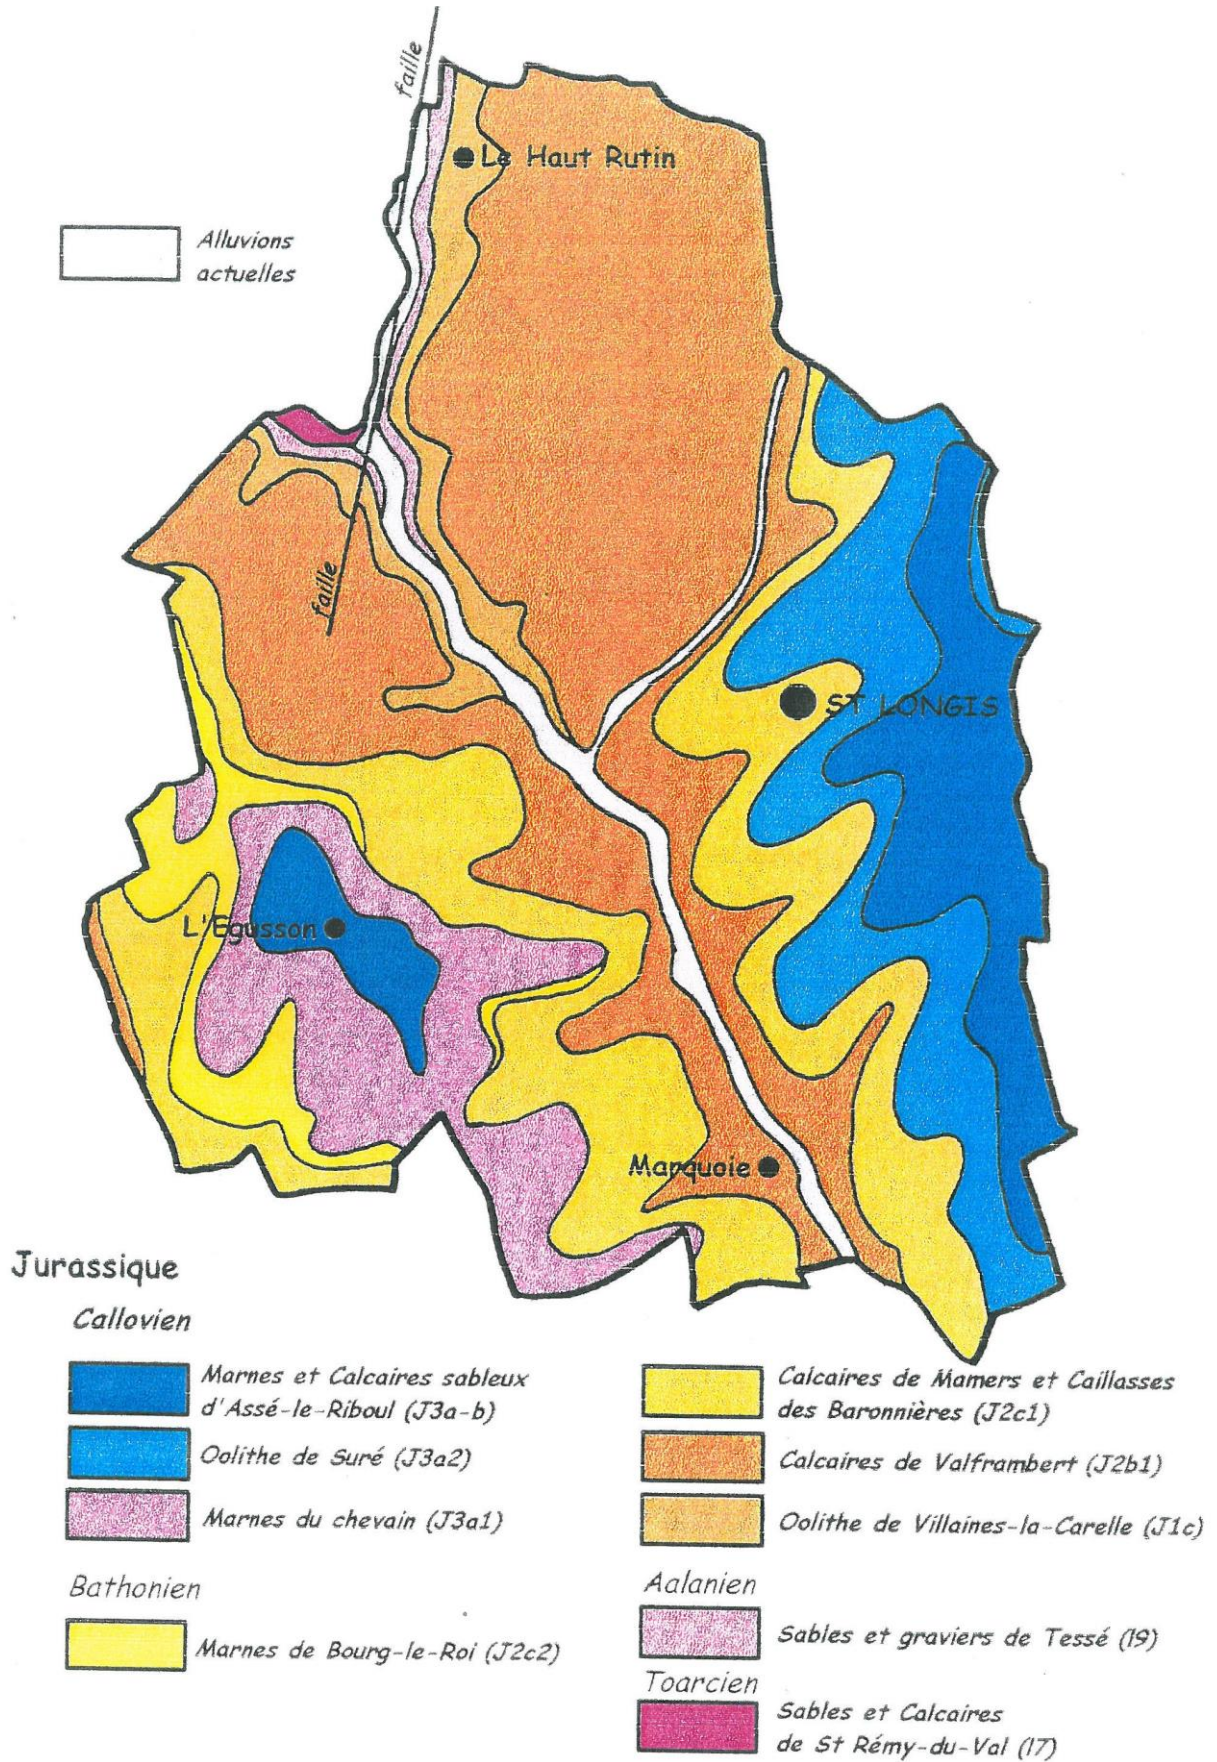 faille
Le Haut Rutin
Alluvions
actuelles
faille
ST LONGIS
L'Egusson
Marquoie
Jurassique
Callovien
Marnes et Calcaires sableux
d'Assé-le-Riboul (J3a-b)
Oolithe de Suré (J3a2)
Marnes du chevain (J3a1)
Bathonien
Marnes de Bourg-le-Roi (J2c2)
Calcaires de Mamers et Caillasses
des Baronnières (J2c1)
Calcaires de Valframbert (J2b1)
Oolithe de Villaines-la-Carelle (J1c)
Aalanien
Sables et graviers de Tessé (l9)
Toarcien
Sables et Calcaires
de St Rémy-du-Val (l7)